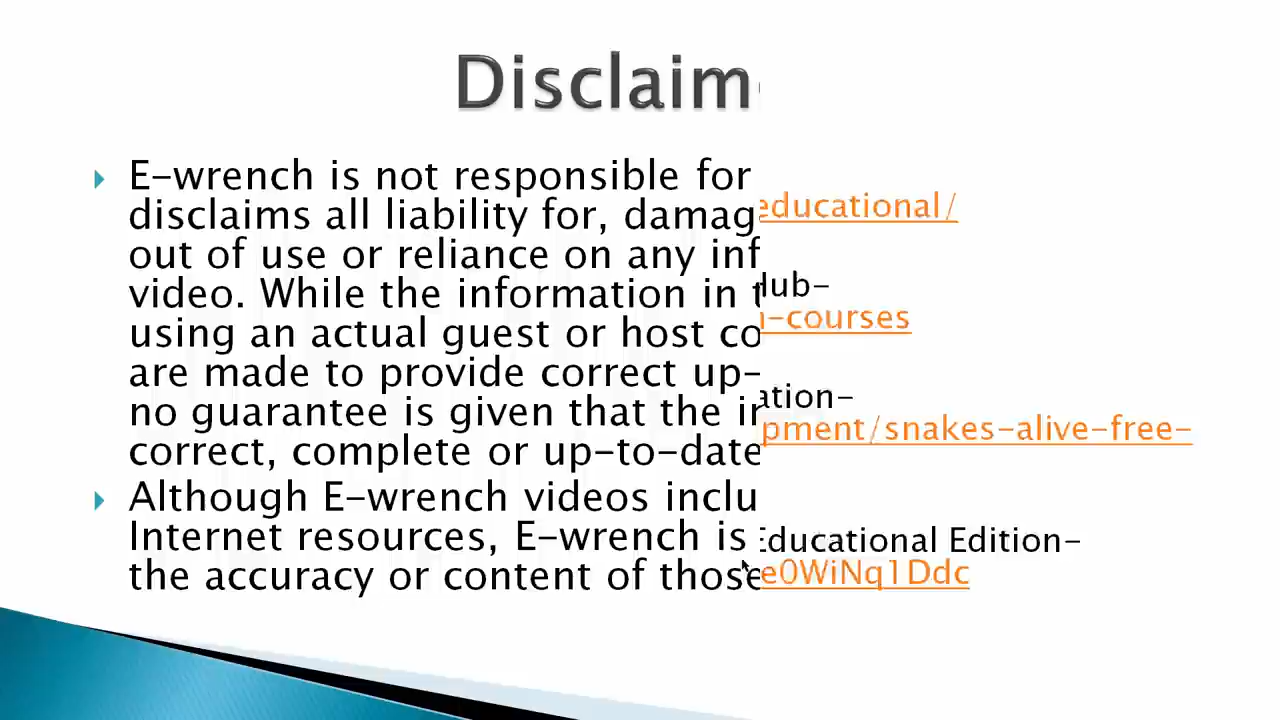 Disclaim
E-wrench is not responsible for
disclaims all liability for, damag
educational/
out of use or reliance on any inf
video. While the information in t
lub-
using an actual guest or host co
n-courses
are made to provide correct up-
ation-
no guarantee is given that the in
pment/snakes-alive-free-
correct, complete or up-to-date
Although E-wrench videos inclu
Internet resources, E-wrench is
Educational Edition-
the accuracy or content of those
e0WiNq1Ddc